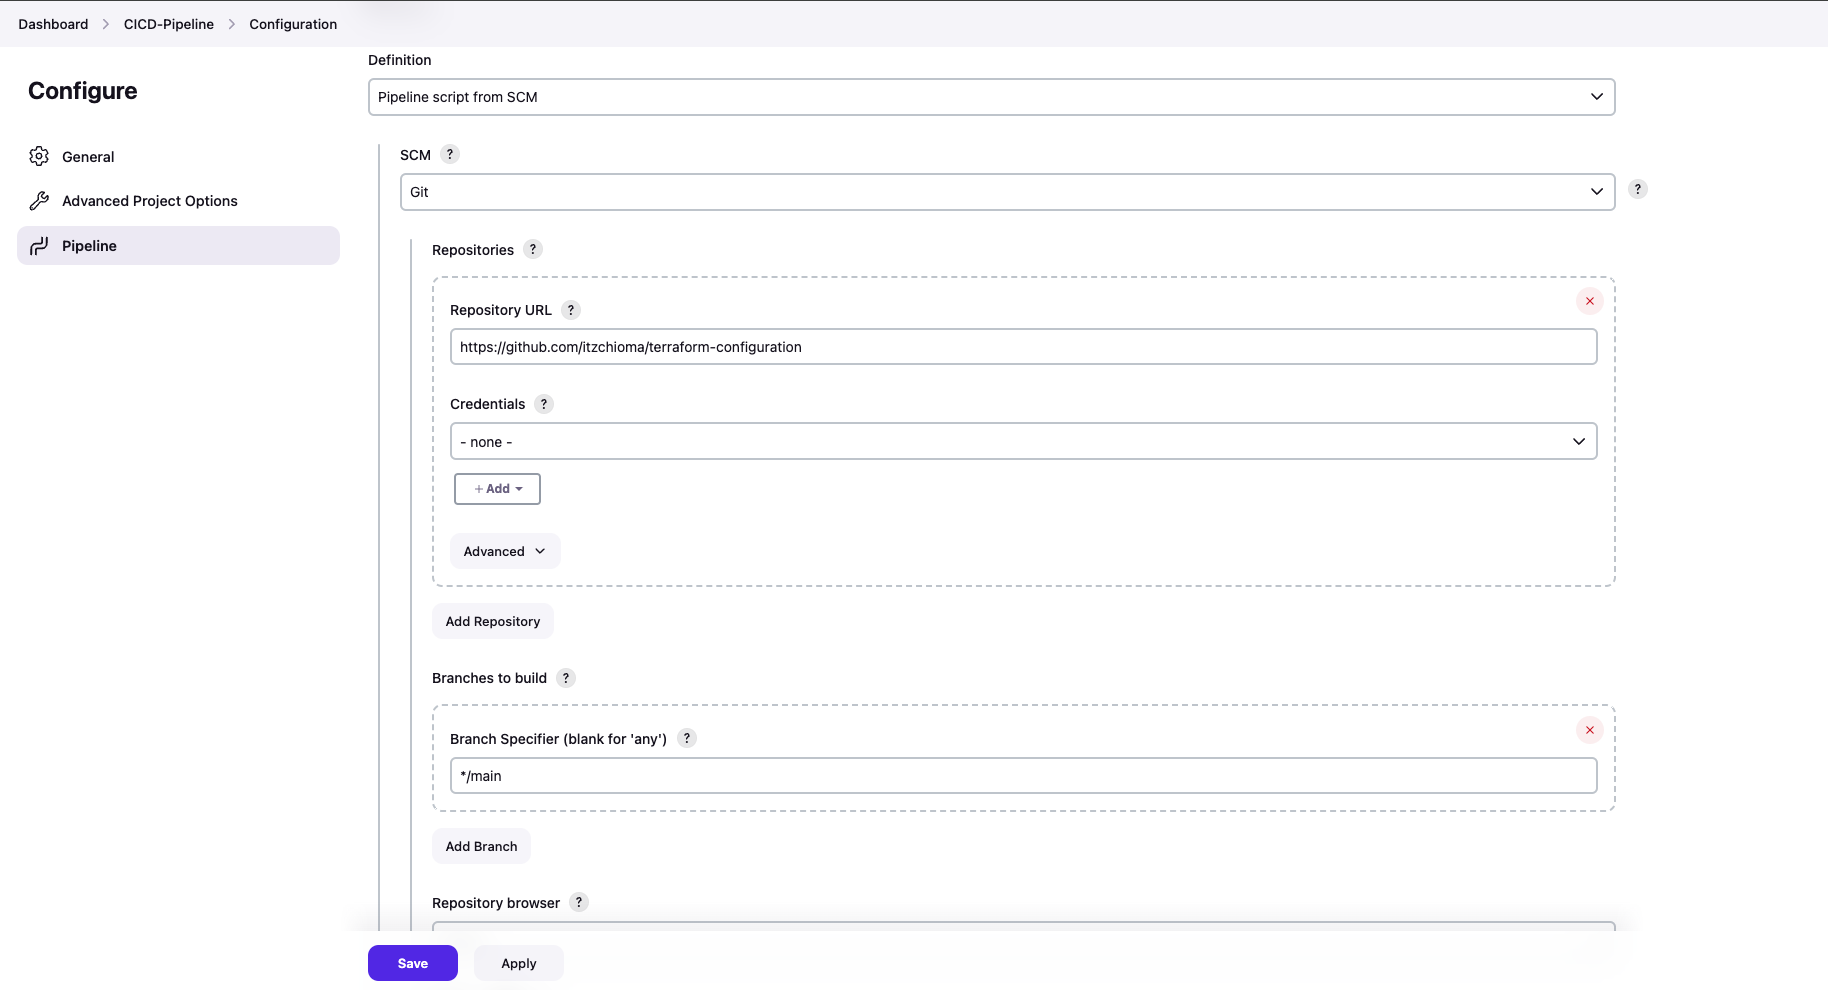 Dashboard > CICD-Pipeline > Configuration
Configure
General
Advanced Project Options
Pipeline
Definition
Pipeline script from SCM
SCM ?
Git
?
Repositories ?
Repository URL ?
https://github.com/itzchioma/terraform-configuration
Credentials ?
- none -
+ Add
Advanced
Add Repository
Branches to build ?
Branch Specifier (blank for 'any') ?
*/main
Add Branch
Repository browser ?
Save
Apply